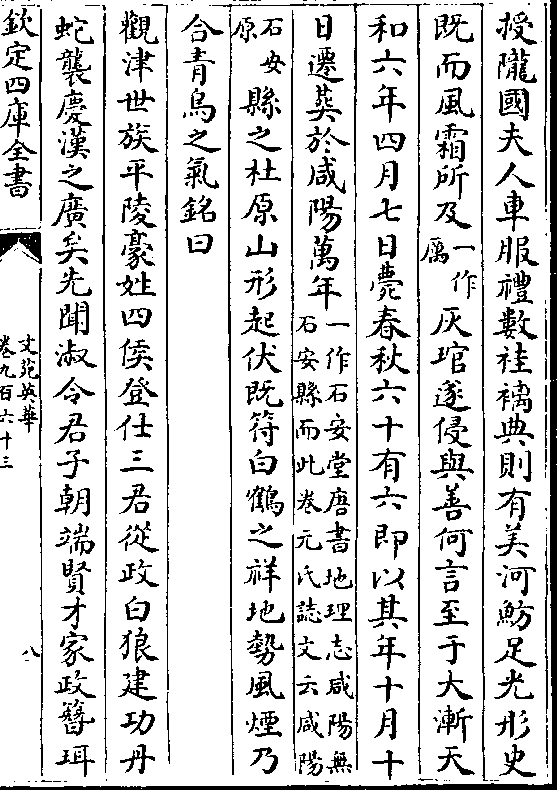 授隴國夫人車服禮數袿襡典則有美河魴足光形史
既而風霜所及一作厲灰琯遂侵與善何言至于大漸天
和六年四月七日薨春秋六十有六即以其年十月十
日遷葬於咸陽萬年一作石安堂唐書地理志咸陽無石安縣而此卷元氏誌文云咸陽
石安原縣之杜原山形起伏既符白鶴之祥地勢風煙乃
合青烏之氣銘曰
觀津世族平陵豪姓四侯登仕三君從政白狼建功丹
蛇襲慶漢之廣矣先聞淑令君子朝端賢才家政簪珥
欽定四庫全書
文苑英華
卷九百六十三
八